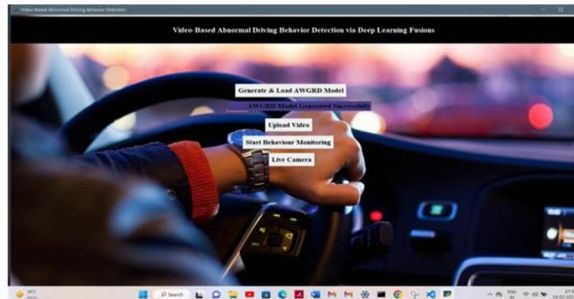 Video-Based Abnormal Driving Behavior Detection
Video-Based Abnormal Driving Behavior Detection via Deep Learning Fusions
Generate & Load AWGRD Model
AWGRD Model Generated Successfully
Upload Video
Start Behaviour Monitoring
Live Camera
Search
ENG